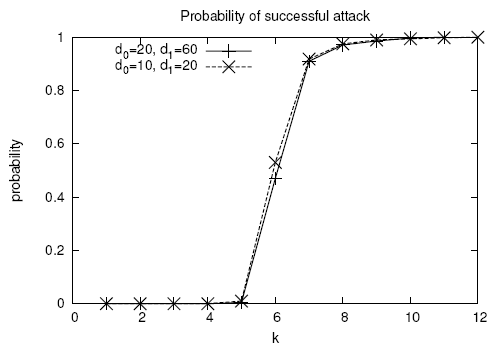 Probability of successful attack
d0=20, d1=60
d0=10, d1=20
1
0.8
0.6
0.4
0.2
0
probability
0 2 4 6 8 10 12
k